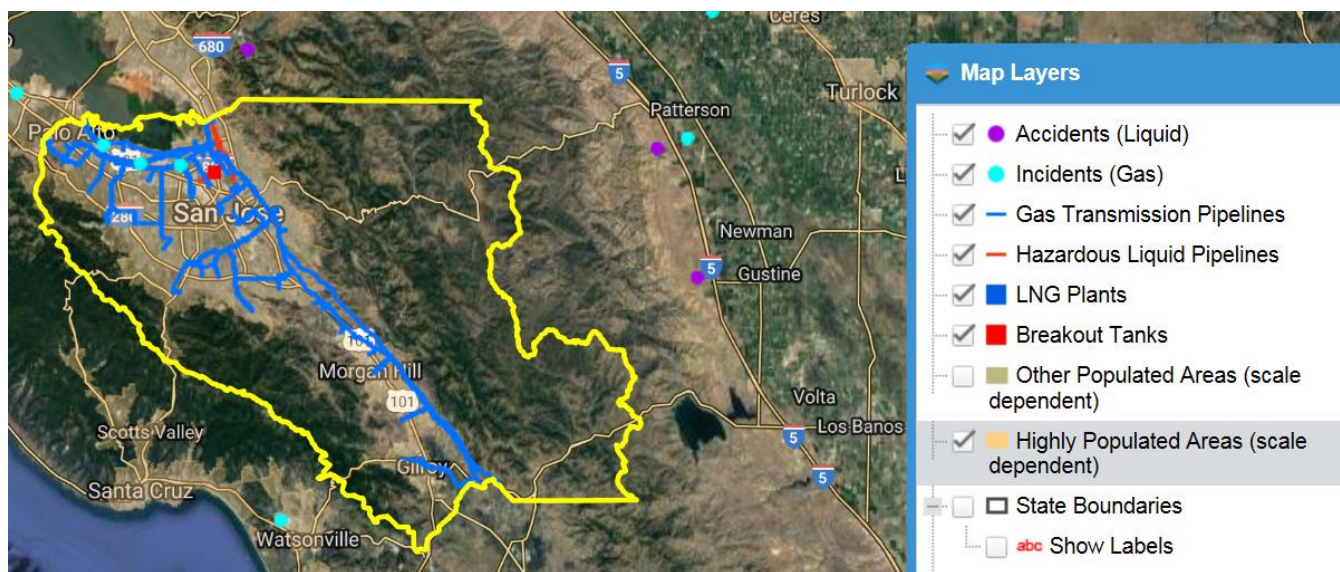 Ceres
680
5
Turlock
Patterson
Palo Alto
San Jose
280
Newman
5
Gustine
101
Morgan Hill
101
Volta
Los Banos
5
Scotts Valley
Gilroy
5
Santa Cruz
Watsonville
Map Layers
Accidents (Liquid)
Incidents (Gas)
Gas Transmission Pipelines
Hazardous Liquid Pipelines
LNG Plants
Breakout Tanks
Other Populated Areas (scale
dependent)
Highly Populated Areas (scale
dependent)
State Boundaries
abc Show Labels